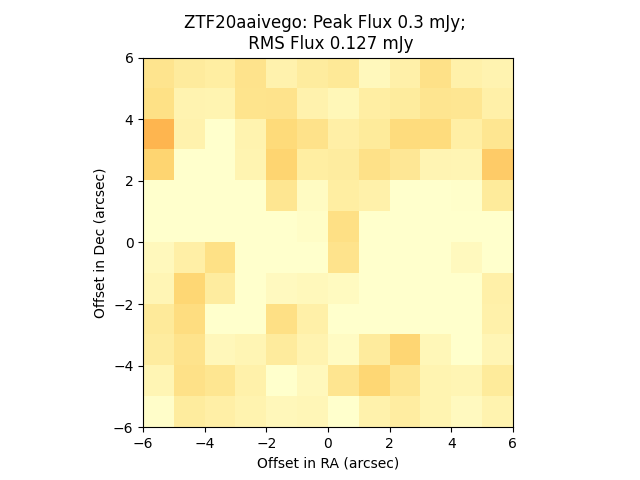 ZTF20aaivego: Peak Flux 0.3 mJy;
RMS Flux 0.127 mJy
6
4
2
0
−2
−4
−6
Offset in Dec (arcsec)
−6 −4 −2 0 2 4 6
Offset in RA (arcsec)